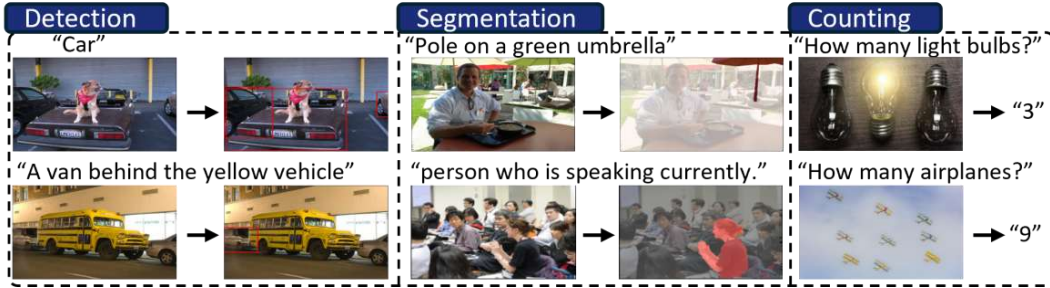 Detection
Segmentation
Counting
“Car”
“Pole on a green umbrella”
“How many light bulbs?”
“3”
“A van behind the yellow vehicle”
“person who is speaking currently.”
“How many airplanes?”
“9”